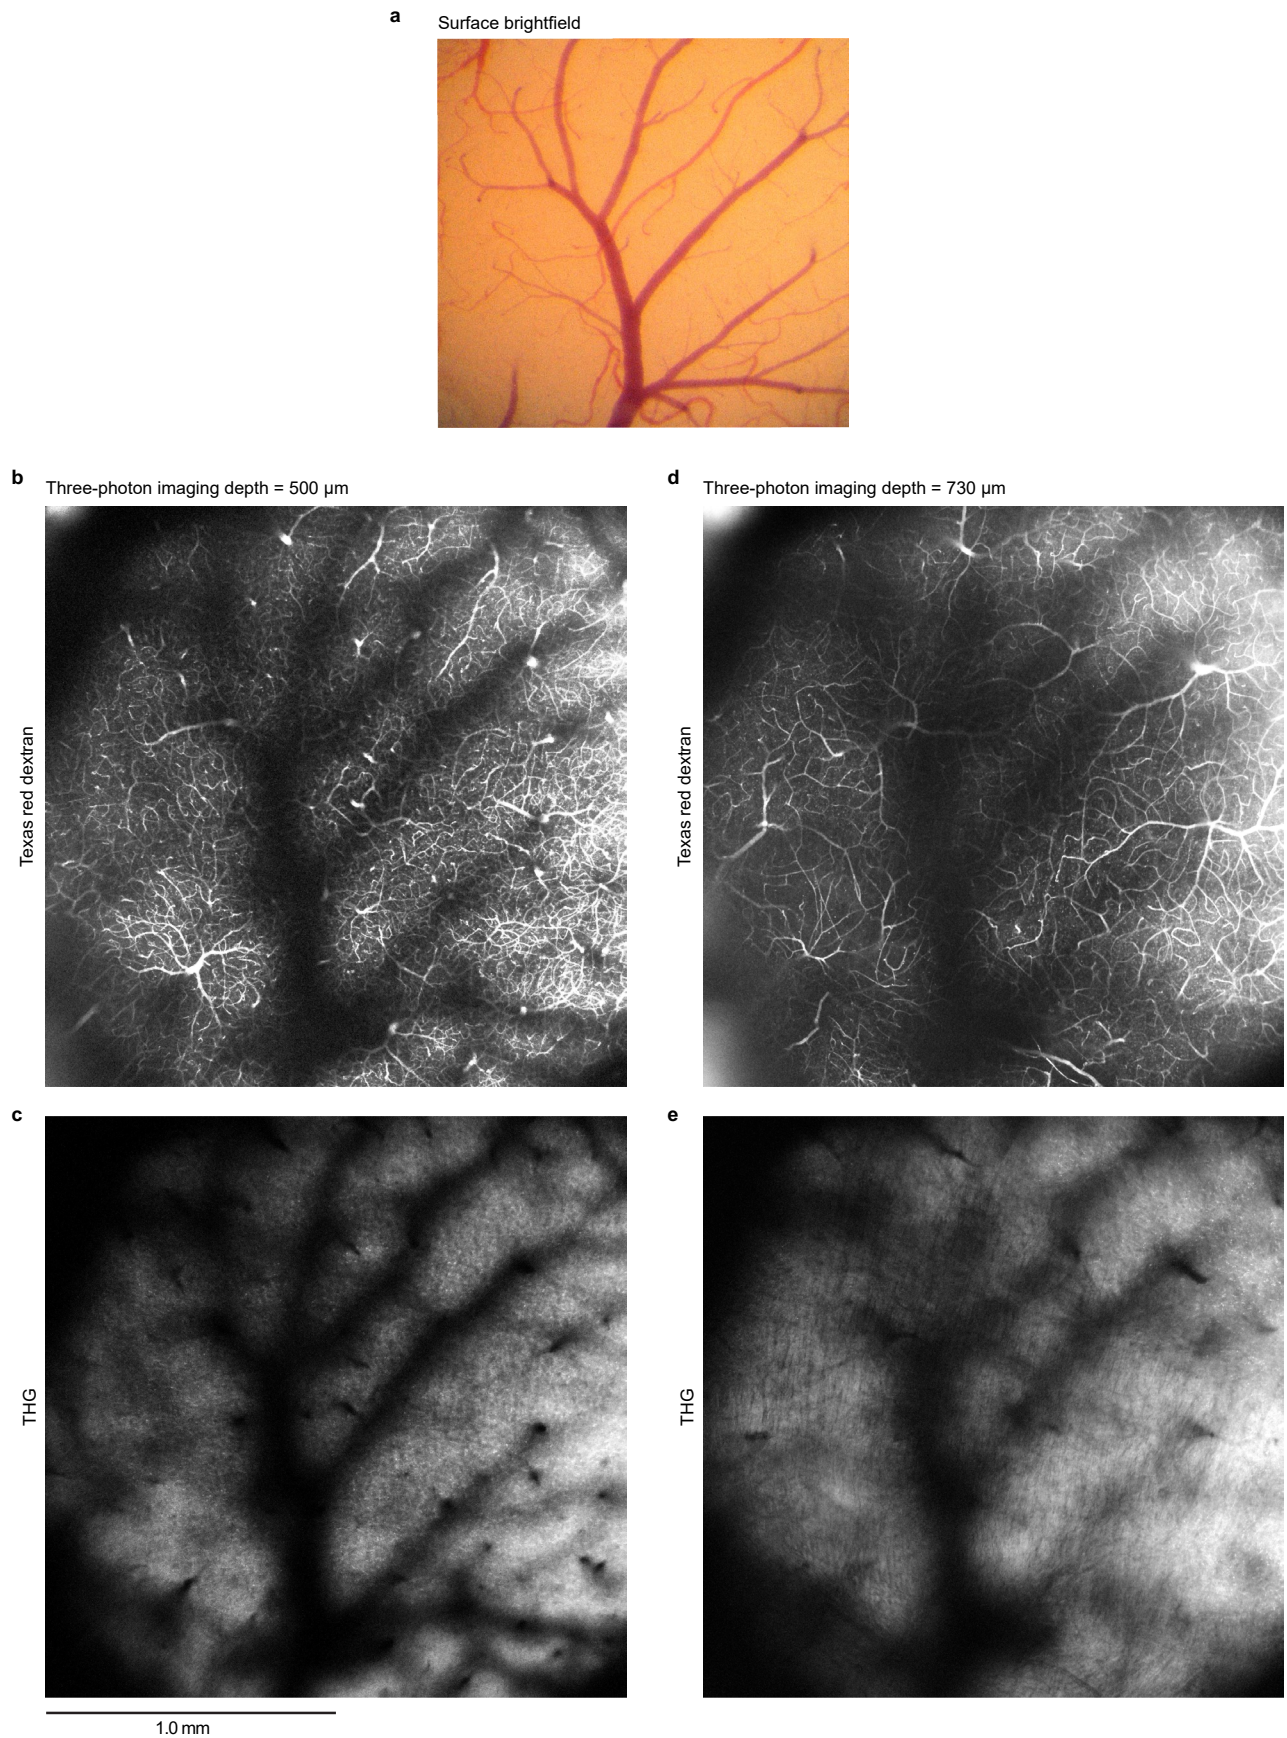 a
Surface brightfield
b
Three-photon imaging depth = 500 µm
d
Three-photon imaging depth = 730 µm
Texas red dextran
Texas red dextran
c
e
THG
THG
1.0 mm